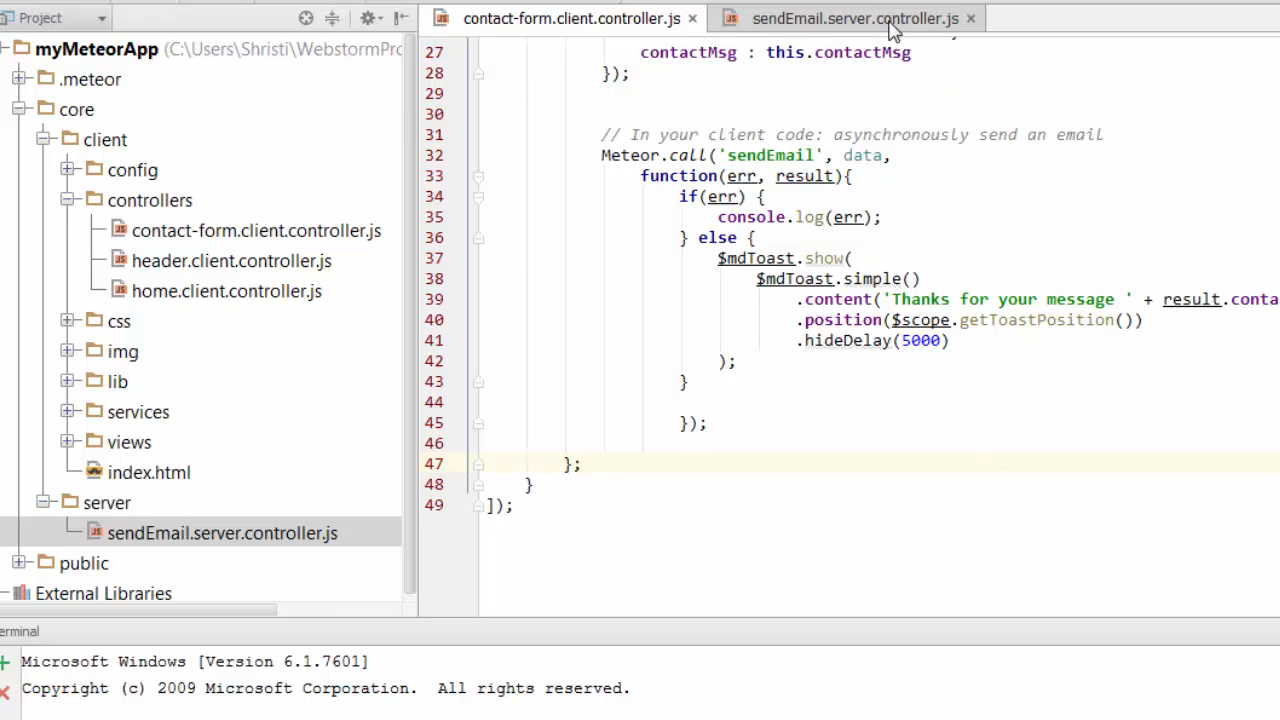 Project
contact-form.client.controller.js
sendEmail.server.controller.js
myMeteorApp (C:\Users\Shristi\WebstormPro
.meteor
core
client
config
controllers
contact-form.client.controller.js
header.client.controller.js
home.client.controller.js
css
img
lib
services
views
index.html
server
sendEmail.server.controller.js
public
External Libraries
27 contactMsg : this.contactMsg
28 });
29
30
31 // In your client code: asynchronously send an email
32 Meteor.call('sendEmail', data,
33 function(err, result){
34 if(err) {
35 console.log(err);
36 } else {
37 $mdToast.show(
38 $mdToast.simple()
39 .content('Thanks for your message ' + result.conta
40 .position($scope.getToastPosition())
41 .hideDelay(5000)
42 );
43 }
44
45 });
46
47 };
48 }
49 ]);
erminal
Microsoft Windows [Version 6.1.7601]
Copyright (c) 2009 Microsoft Corporation. All rights reserved.